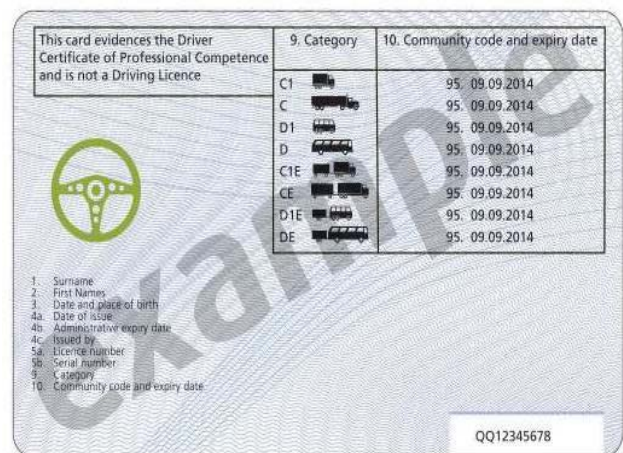 This card evidences the Driver
Certificate of Professional Competence
and is not a Driving Licence
9. Category 10. Community code and expiry date
C1 95. 09.09.2014
C 95. 09.09.2014
D1 95. 09.09.2014
D 95. 09.09.2014
C1E 95. 09.09.2014
CE 95. 09.09.2014
D1E 95. 09.09.2014
DE 95. 09.09.2014
example
1. Surname
2. First Names
3. Date and place of birth
4a. Date of issue
4b. Administrative expiry date
4c. Issued by
5a. Licence number
5b. Serial number
9. Category
10. Community code and expiry date
QQ12345678